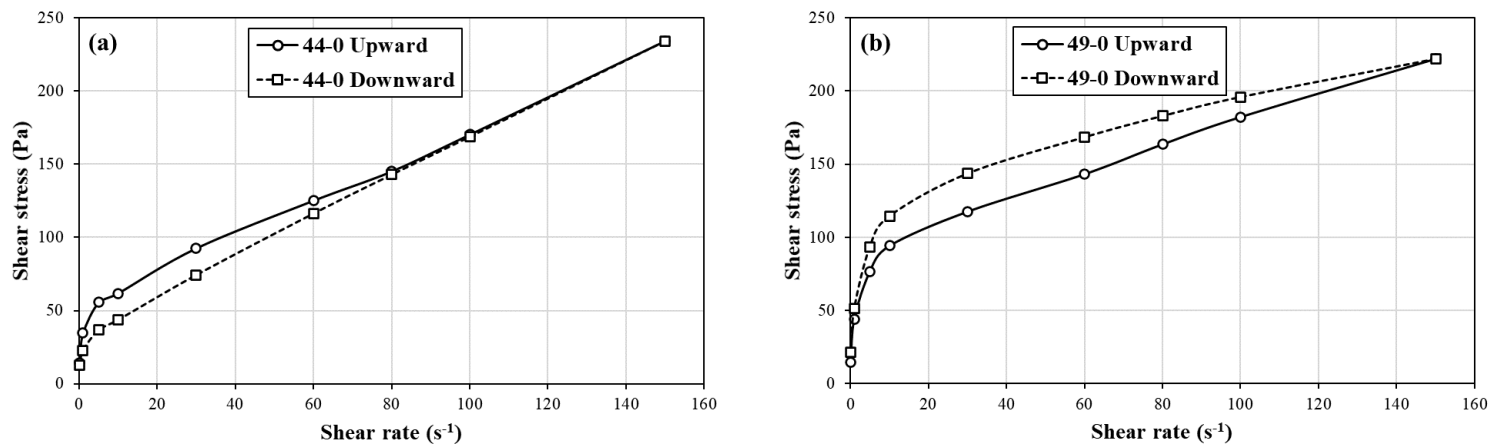 (a)
44-0 Upward
44-0 Downward
Shear stress (Pa)
250
200
150
100
50
0
0 20 40 60 80 100 120 140 160
Shear rate (s⁻¹)
(b)
49-0 Upward
49-0 Downward
Shear stress (Pa)
250
200
150
100
50
0
0 20 40 60 80 100 120 140 160
Shear rate (s⁻¹)